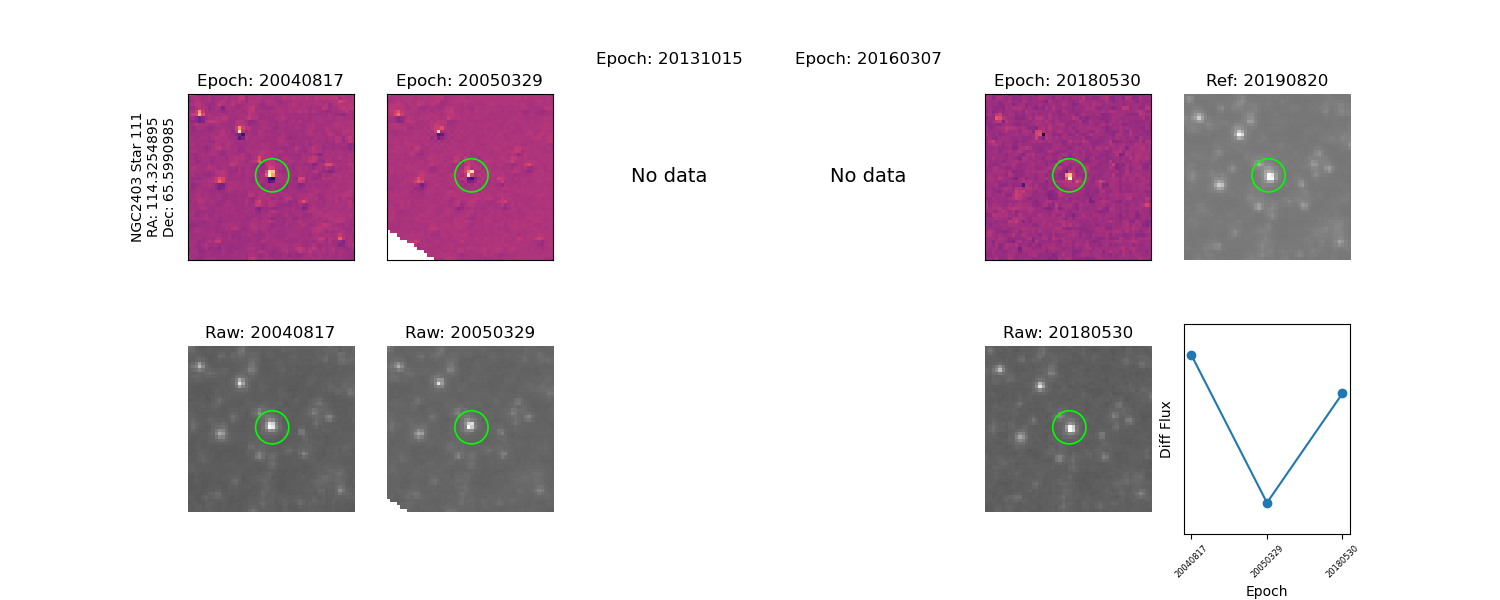 Epoch: 20040817
Epoch: 20050329
Epoch: 20131015
Epoch: 20160307
Epoch: 20180530
Ref: 20190820
NGC2403 Star 111
RA: 114.3254895
Dec: 65.5990985
No data
No data
Raw: 20040817
Raw: 20050329
Raw: 20180530
Diff Flux
20040817
20050329
20180530
Epoch